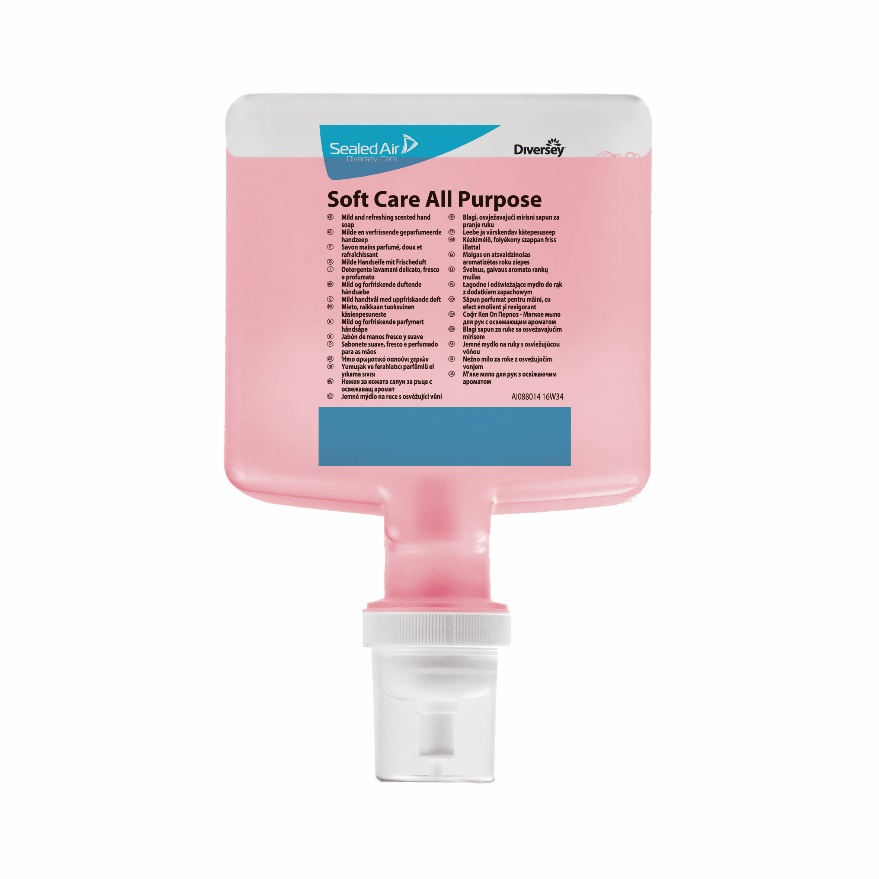 Sealed Air
Diversey Care
Diversey
Soft Care All Purpose
Mild and refreshing scented hand
soap
Milde en verfrissende geparfumeerde
handzeep
Savon mains parfumé, doux et
rafraîchissant
Milde Handseife mit Frischeduft
Detergente lavamani delicato, fresco
e profumato
Mild og forfriskende duftende
håndsæbe
Mild handtvål med uppfriskande doft
Mieto, raikkaan tuoksuinen
käsienpesuneste
Mild og forfriskende parfymert
håndsåpe
Jabón de manos fresco y suave
Sabonete suave, fresco e perfumado
para as mãos
Ήπιο αρωματικό σαπούνι χεριών
Yumuşak ve ferahlatıcı parfümlü el
yıkama sıvısı
Нежен за кожата сапун за ръце с
освежаващ аромат
Jemné mýdlo na ruce s osvěžující vůní
Blagi, osvježavajući mirisni sapun za
pranje ruku
Leebe ja värskendav kätepesuseep
Kézkímélő, folyékony szappan friss
illattal
Maigas un atsvaidzinošas
aromatizētas roku ziepes
Švelnus, gaivaus aromato rankų
muilas
Łagodne i odświeżające mydło do rąk
z dodatkiem zapachowym
Săpun parfumat pentru mâini, cu
efect emolient și revigorant
Софт Кеп Оп Перпоз - Мягкое мыло
для рук с освежающим ароматом
Blagi sapun za ruke sa osvežavajućim
mirisom
Jemné mydlo na ruky s osviežujúcou
vôňou
Nežno milo za roke z osvežujočim
vonjem
М'яке мило для рук з освіжаючим
ароматом
AI088014 16W34